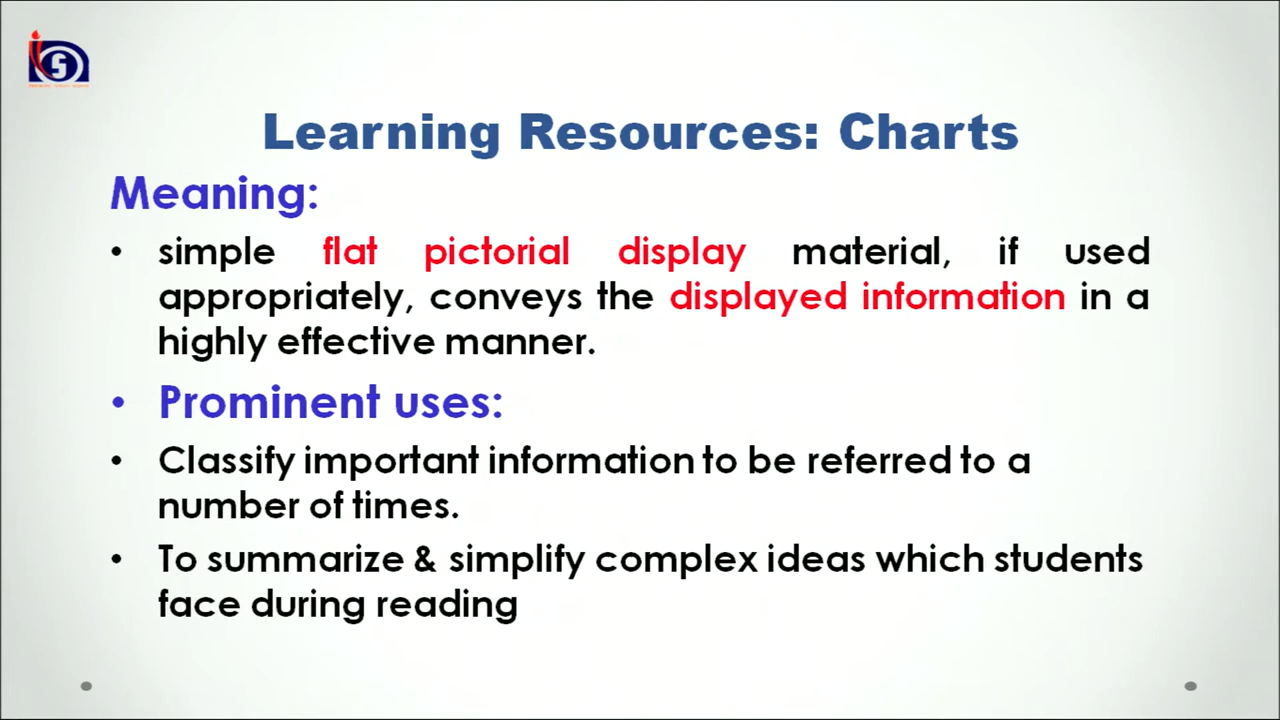 Learning Resources: Charts
Meaning:
• simple flat pictorial display material, if used
appropriately, conveys the displayed information in a
highly effective manner.
• Prominent uses:
• Classify important information to be referred to a
number of times.
• To summarize & simplify complex ideas which students
face during reading